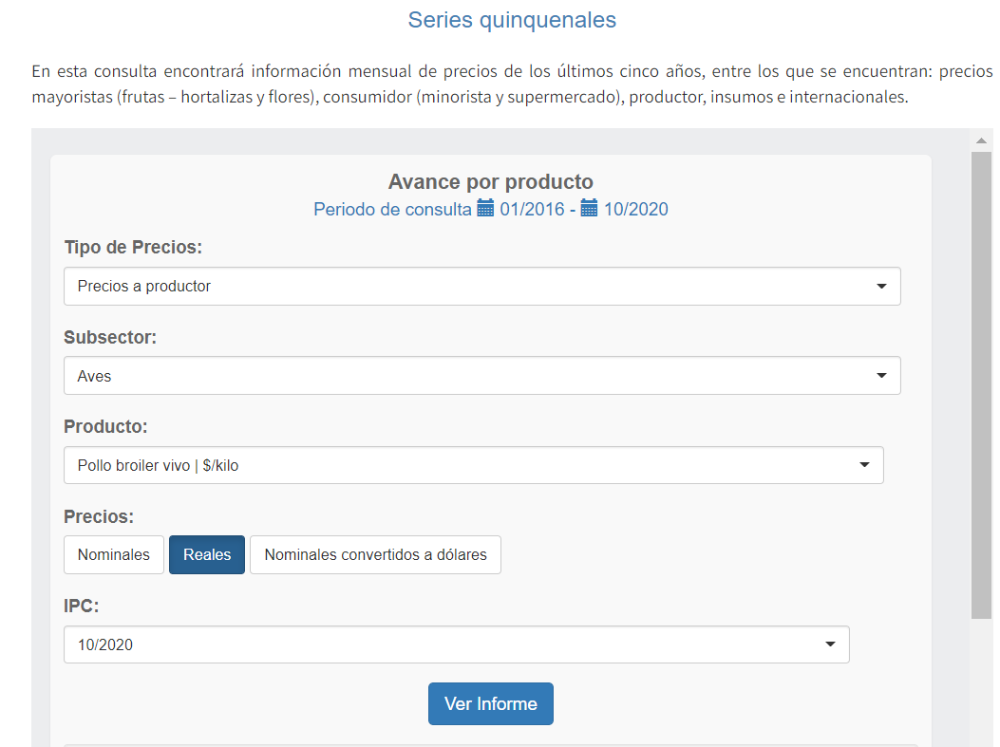 Series quinquenales
En esta consulta encontrará información mensual de precios de los últimos cinco años, entre los que se encuentran: precios
mayoristas (frutas – hortalizas y flores), consumidor (minorista y supermercado), productor, insumos e internacionales.
Avance por producto
Periodo de consulta 01/2016 - 10/2020
Tipo de Precios:
Precios a productor
Subsector:
Aves
Producto:
Pollo broiler vivo | $/kilo
Precios:
Nominales Reales Nominales convertidos a dólares
IPC:
10/2020
Ver Informe